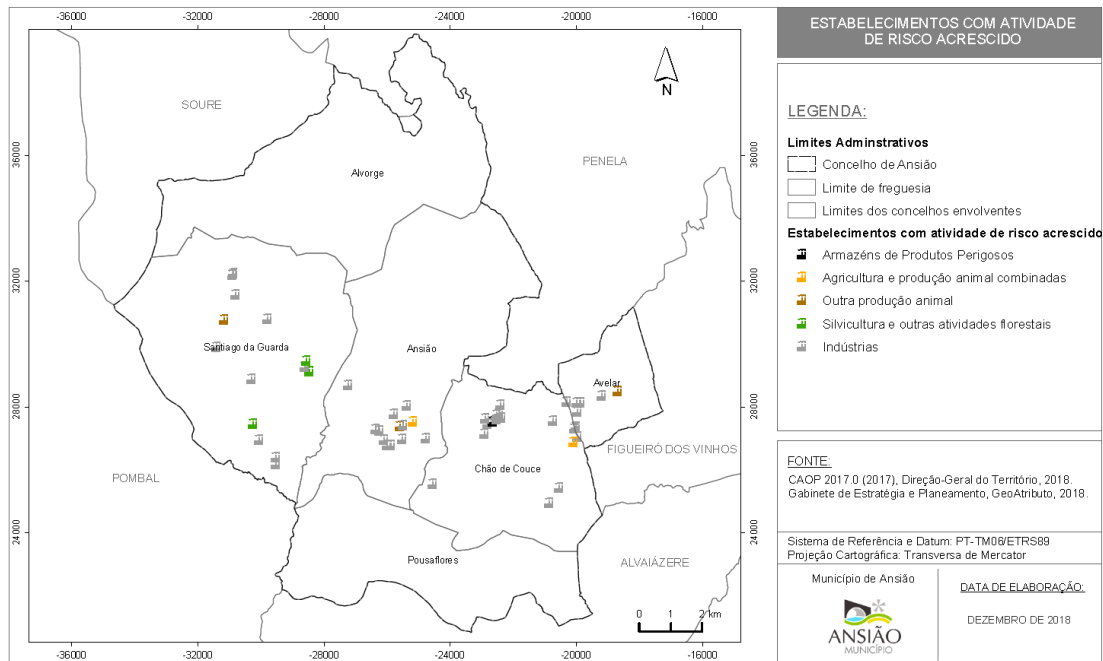 -36000 -32000 -28000 -24000 -20000 -16000
ESTABELECIMENTOS COM ATIVIDADE
DE RISCO ACRESCIDO
N
SOURE
PENELA
Alvorge
36000 36000
32000 32000
28000 28000
24000 24000
Santiago da Guarda
Ansião
Avelar
FIGUEIRÓ DOS VINHOS
Chão de Couce
POMBAL
Pousaflores
ALVAIÁZERE
0 1 2 km
-36000 -32000 -28000 -24000 -20000 -16000
LEGENDA:
Limites Adminstrativos
Concelho de Ansião
Limite de freguesia
Limites dos concelhos envolventes
Estabelecimentos com atividade de risco acrescido
Armazéns de Produtos Perigosos
Agricultura e produção animal combinadas
Outra produção animal
Silvicultura e outras atividades florestais
Indústrias
FONTE:
CAOP 2017.0 (2017), Direção-Geral do Território, 2018.
Gabinete de Estratégia e Planeamento, GeoAtributo, 2018.
Sistema de Referência e Datum: PT-TM06/ETRS89
Projeção Cartográfica: Transversa de Mercator
Município de Ansião
ANSIÃO
MUNICÍPIO
DATA DE ELABORAÇÃO:
DEZEMBRO DE 2018